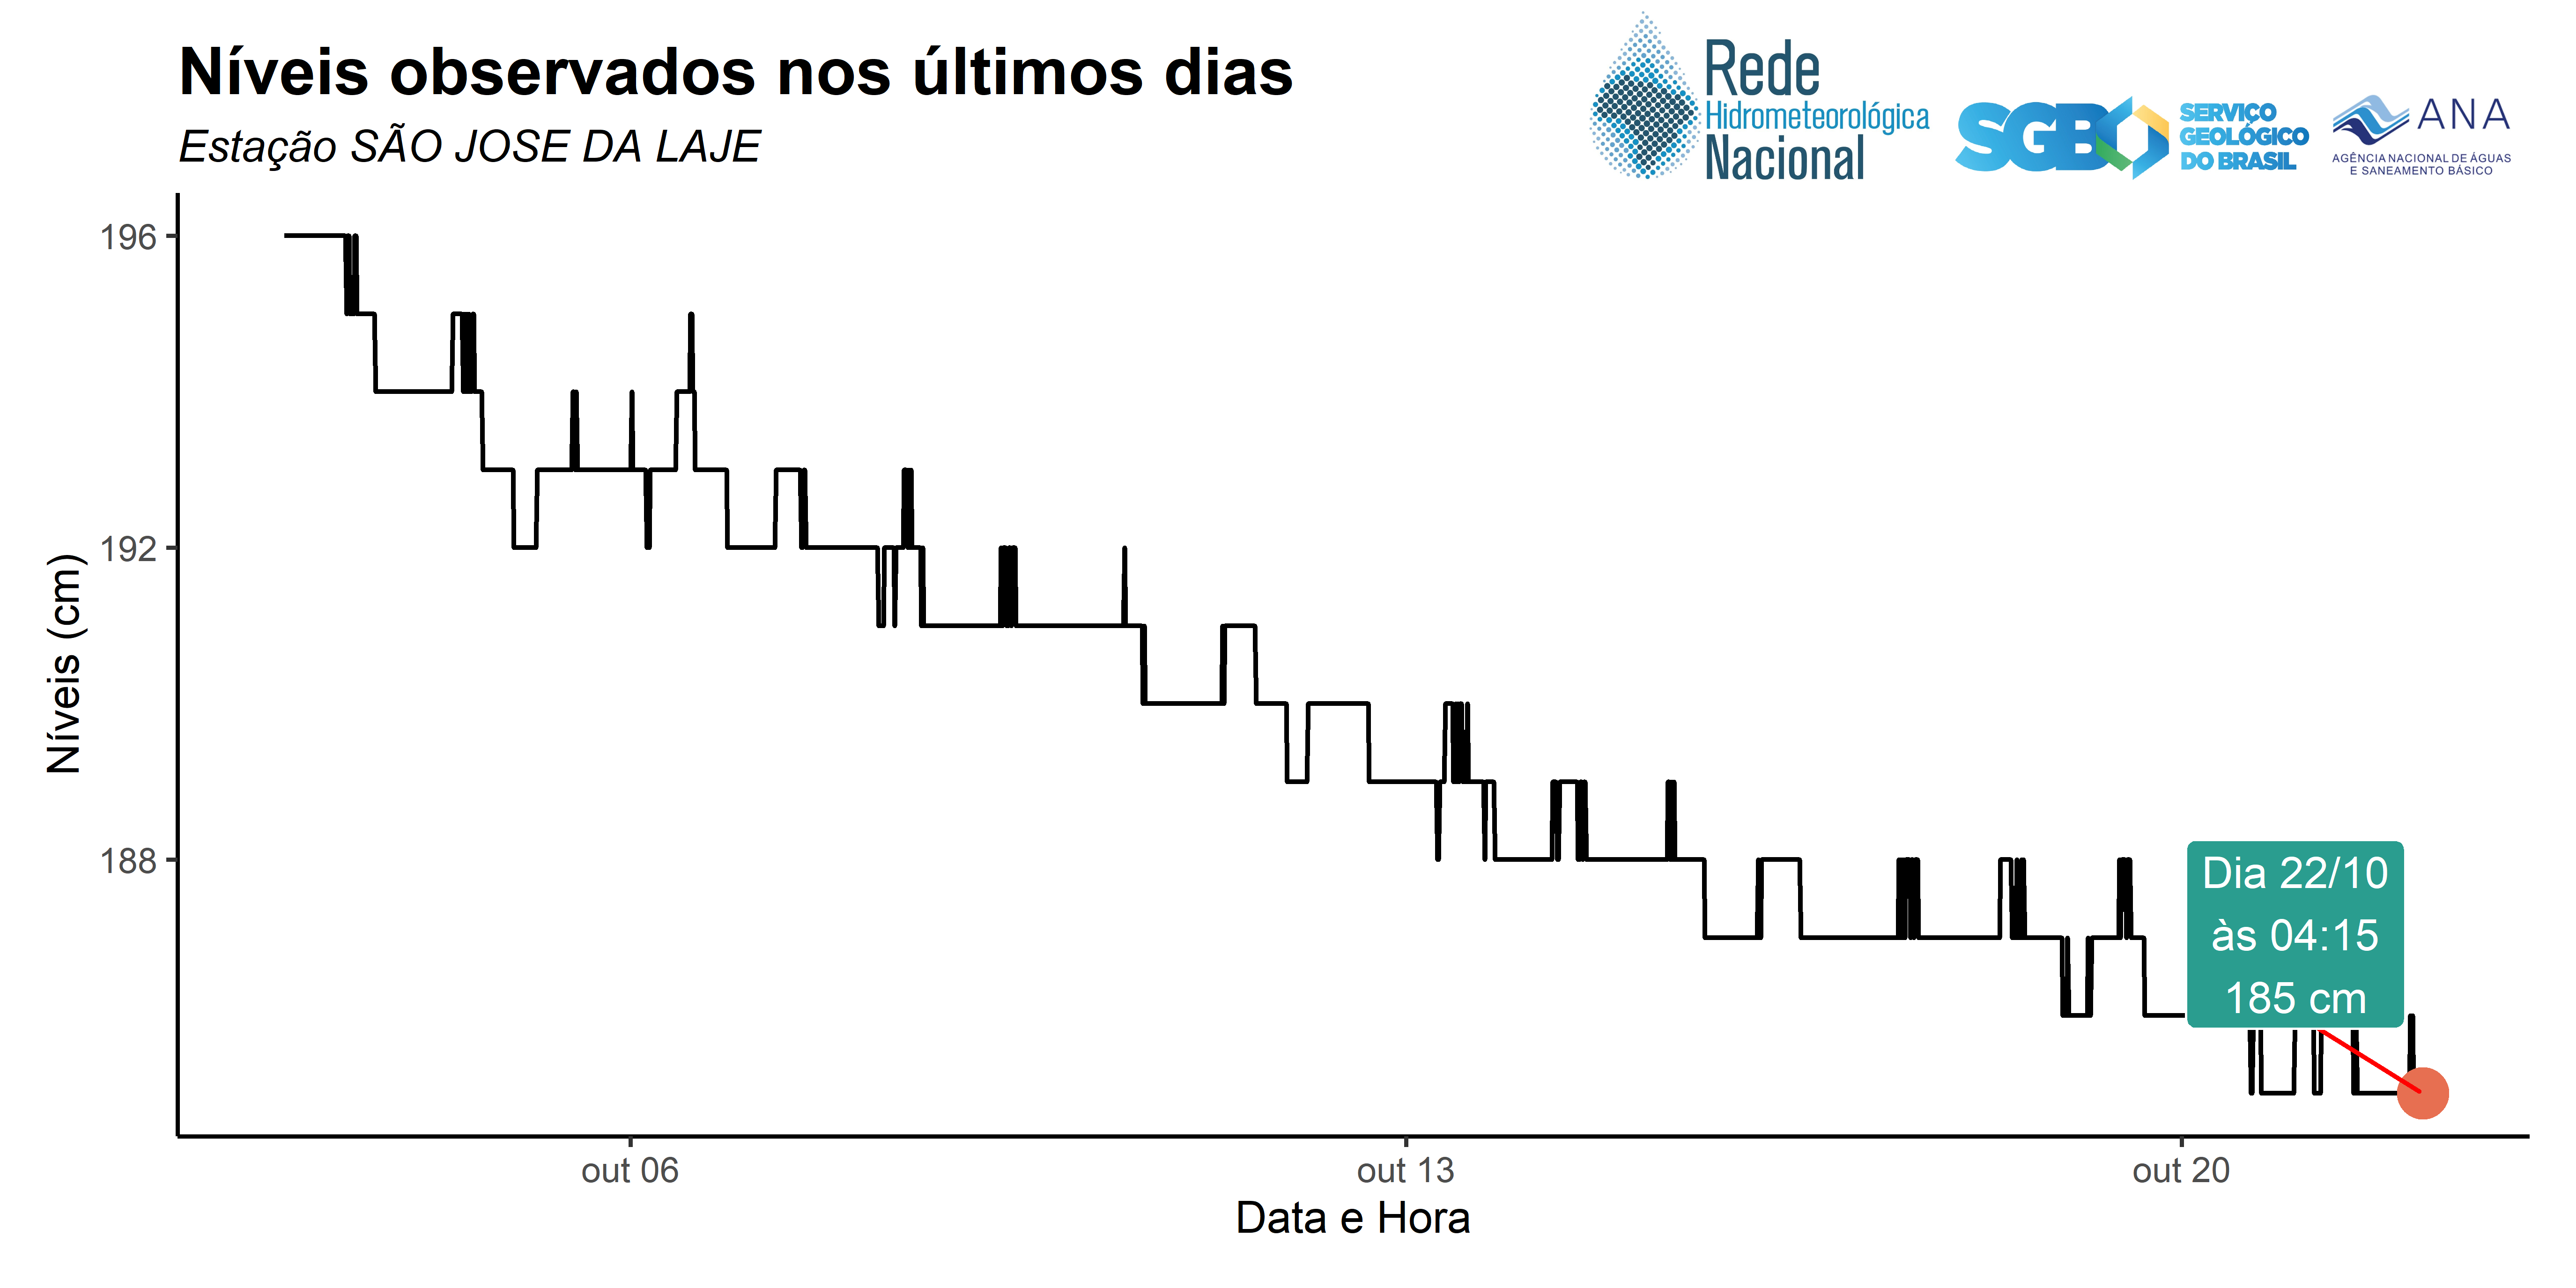 Níveis observados nos últimos dias
Estação SÃO JOSE DA LAJE
Rede
Hidrometeorológica
Nacional
SGB
SERVIÇO
GEOLÓGICO
DO BRASIL
ANA
AGÊNCIA NACIONAL DE ÁGUAS
E SANEAMENTO BÁSICO
196
192
188
Níveis (cm)
Dia 22/10
às 04:15
185 cm
out 06
out 13
out 20
Data e Hora